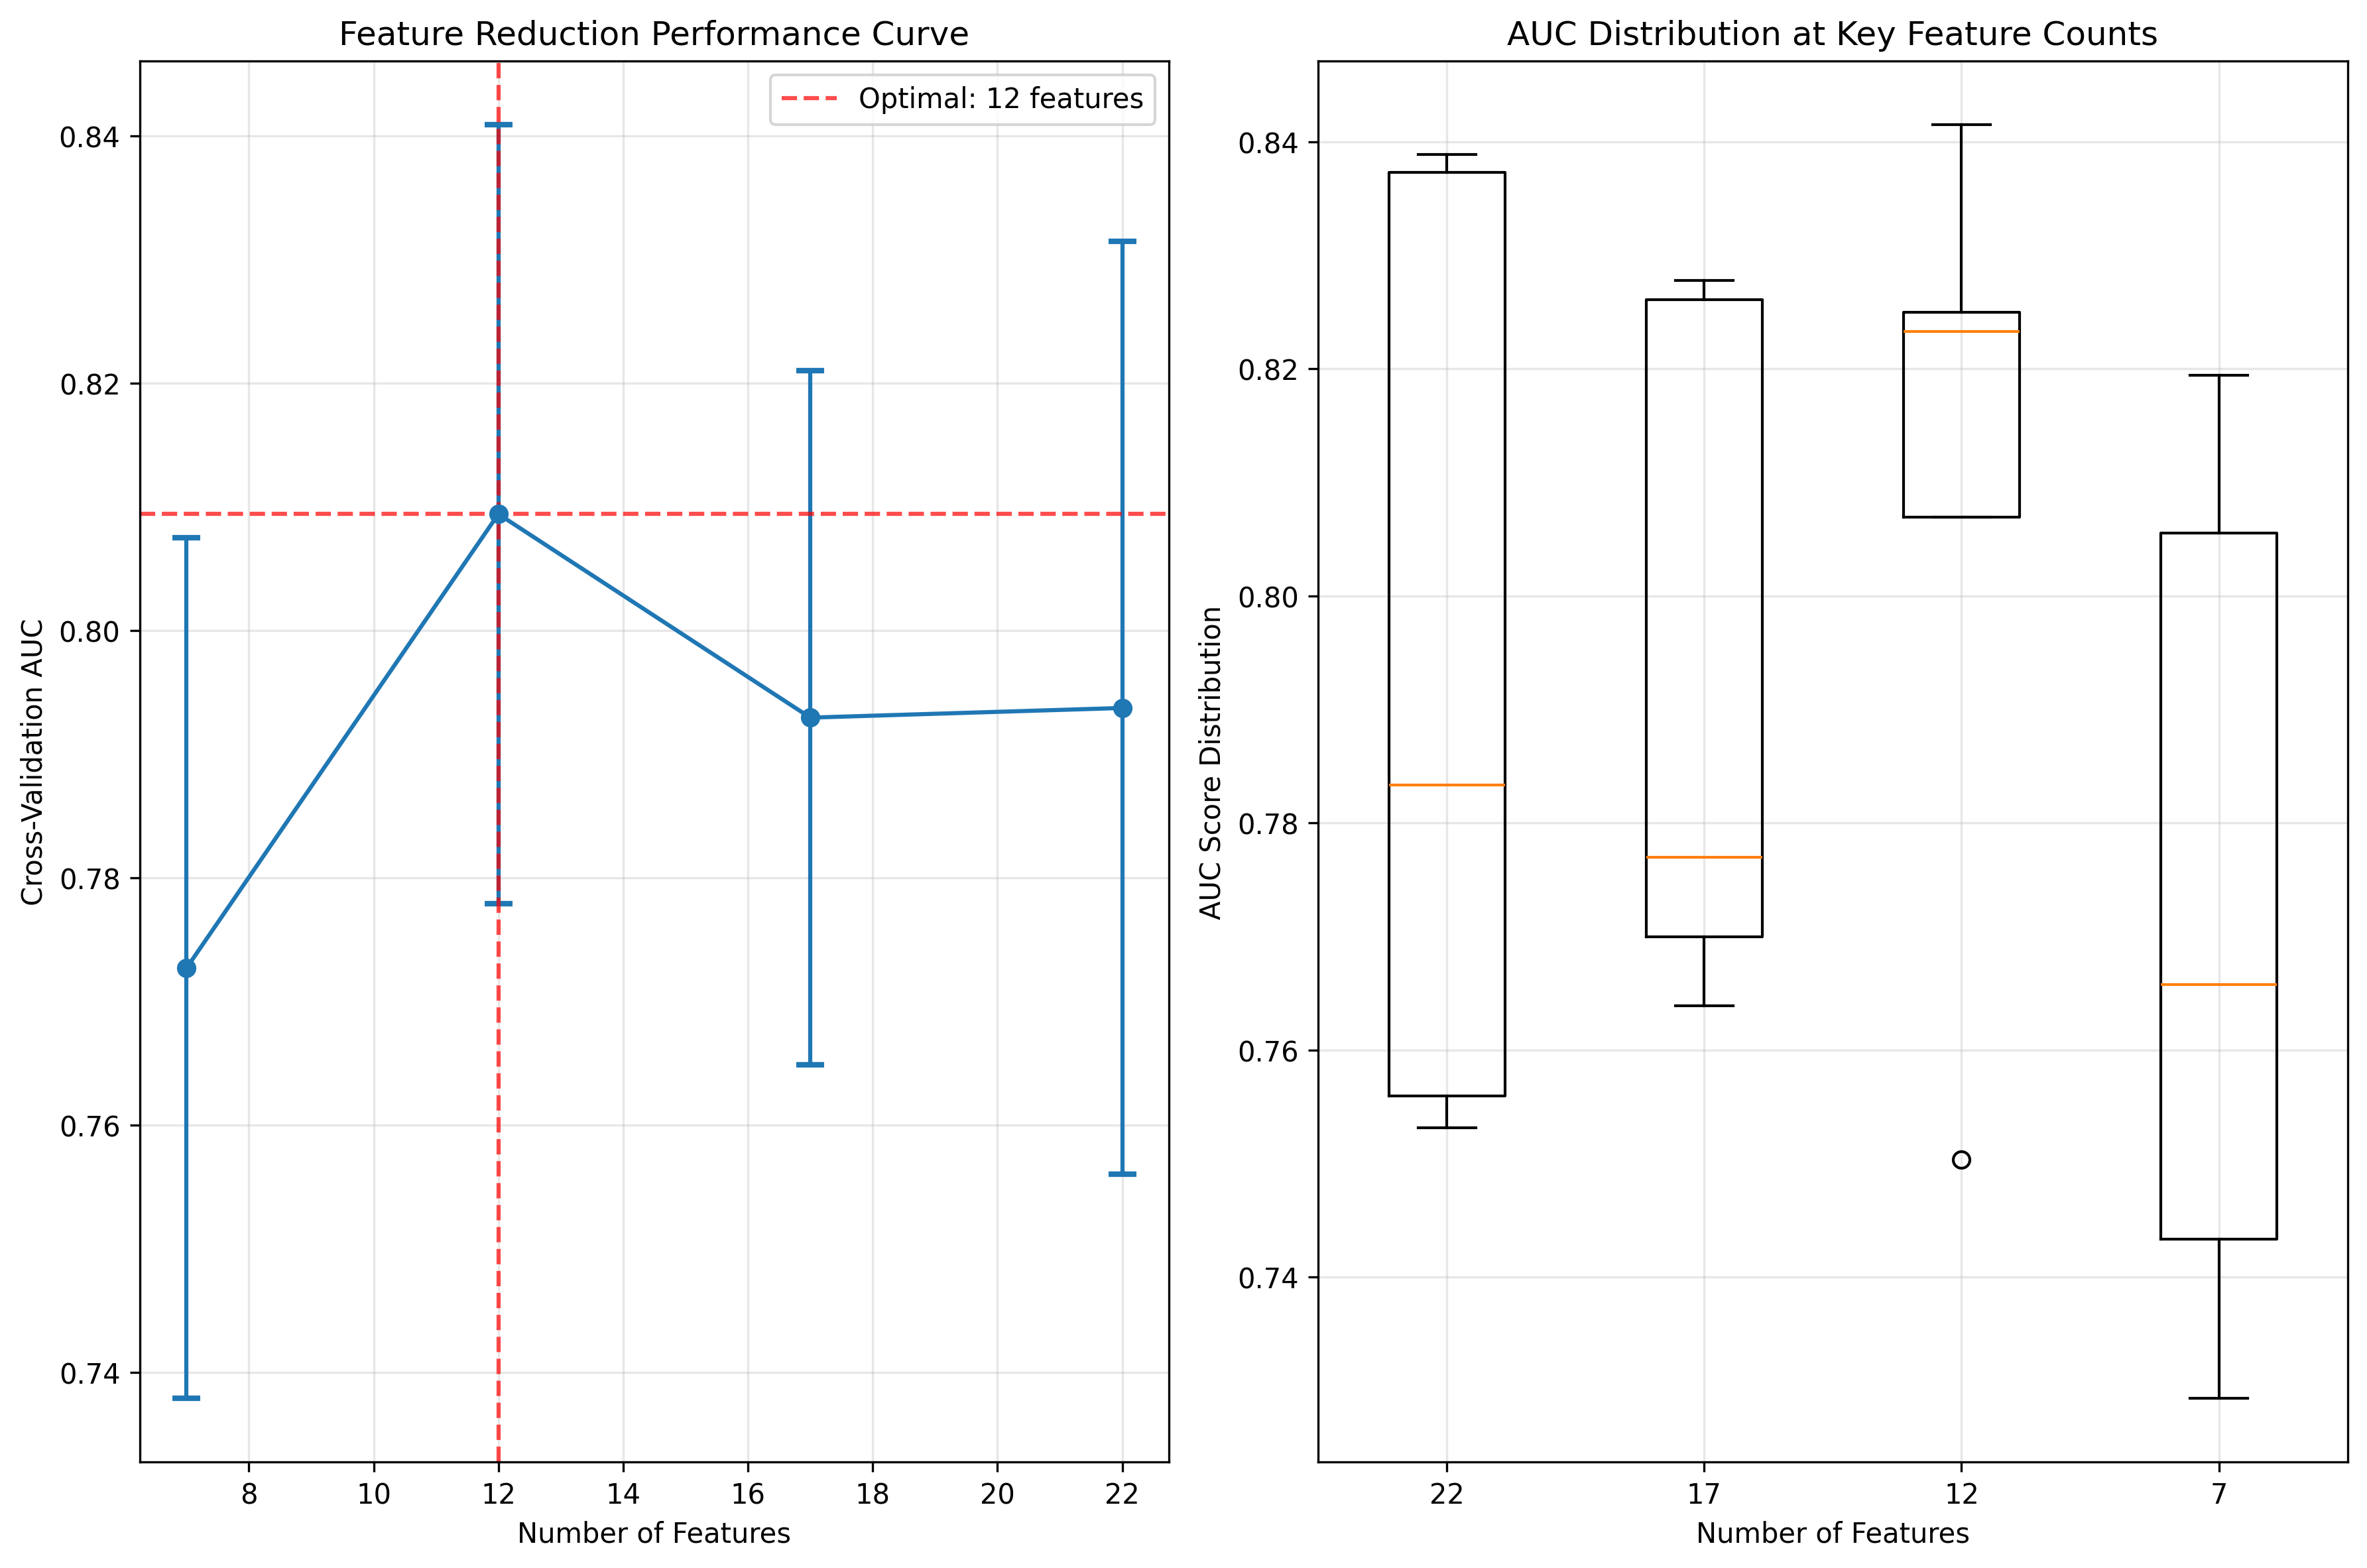 Feature Reduction Performance Curve
Optimal: 12 features
Cross-Validation AUC
0.84
0.82
0.80
0.78
0.76
0.74
8 10 12 14 16 18 20 22
Number of Features
AUC Distribution at Key Feature Counts
AUC Score Distribution
0.84
0.82
0.80
0.78
0.76
0.74
22 17 12 7
Number of Features